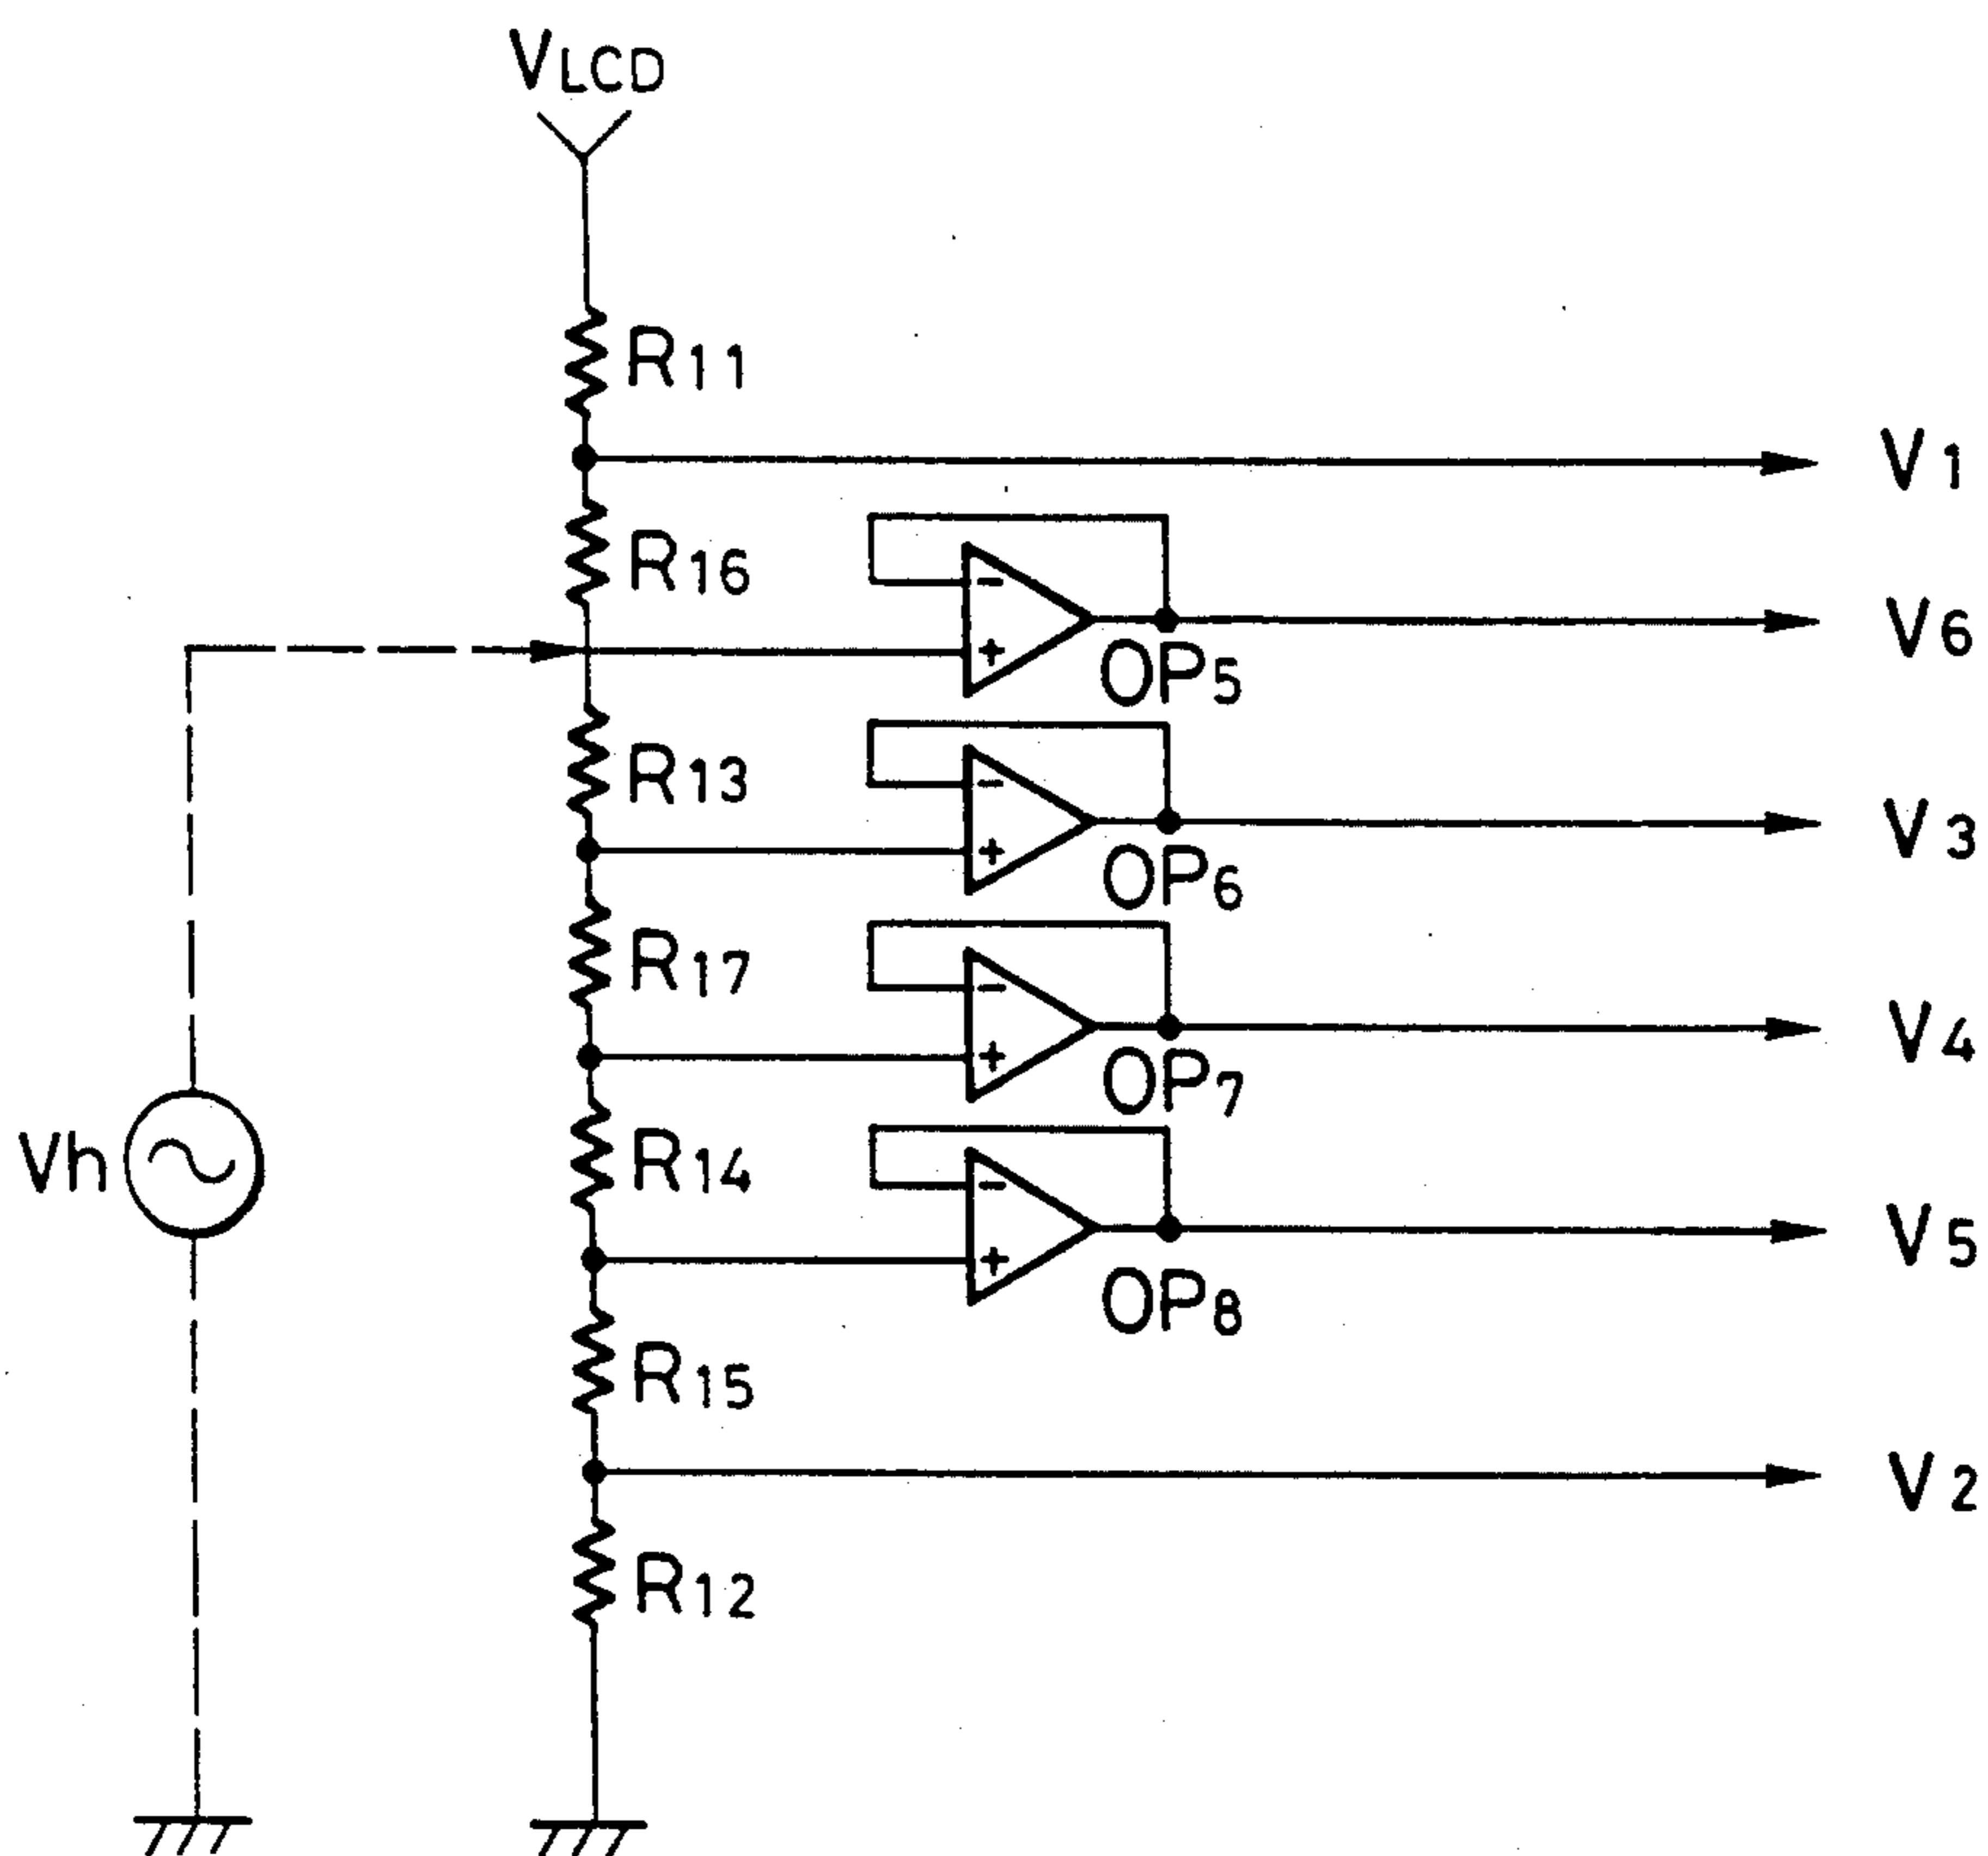 VLCD
R11
V1
R16
V6
OP5
R13
V3
OP6
R17
V4
OP7
Vh
R14
V5
OP8
R15
V2
R12